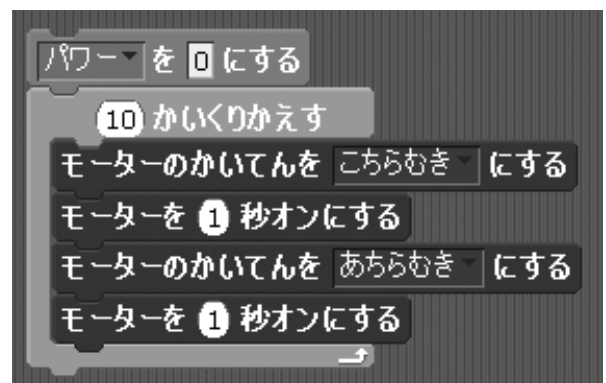 パワー を 0 にする
10 かいくりかえす
モーターのかいてんを こちらむき にする
モーターを 1 秒オンにする
モーターのかいてんを あちらむき にする
モーターを 1 秒オンにする